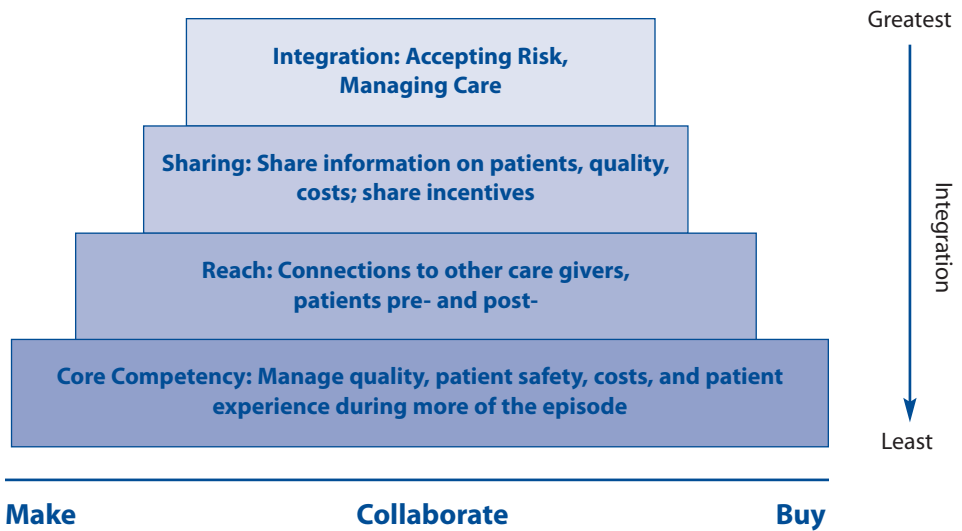 Integration: Accepting Risk,
Managing Care
Sharing: Share information on patients, quality,
costs; share incentives
Reach: Connections to other care givers,
patients pre- and post-
Core Competency: Manage quality, patient safety, costs, and patient
experience during more of the episode
Greatest
Integration
Least
Make
Collaborate
Buy